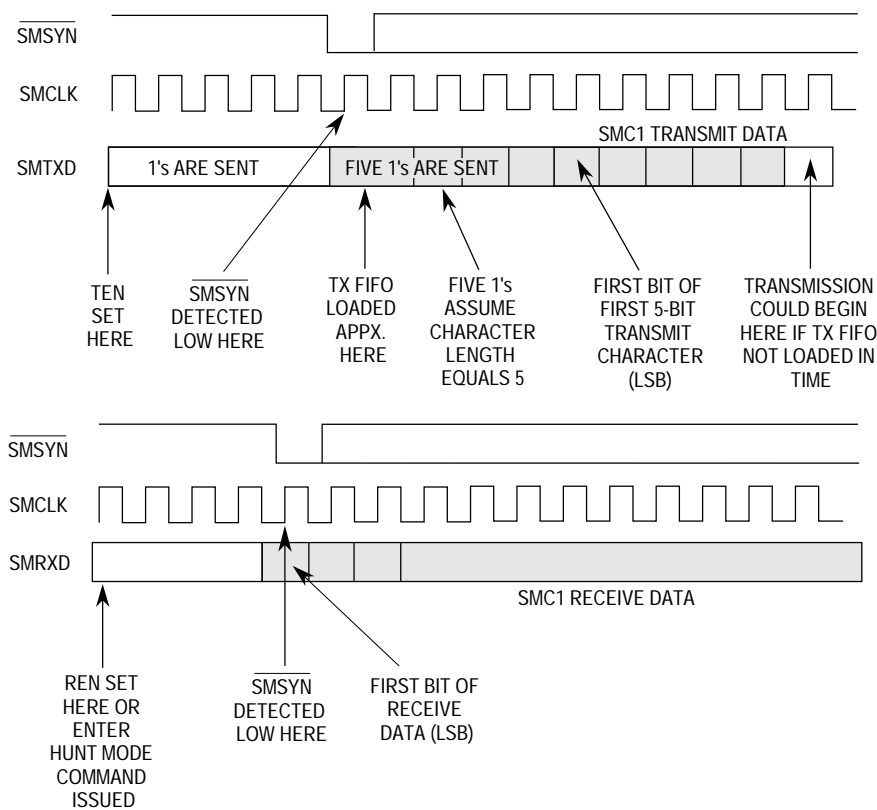 SMSYN
SMCLK
SMC1 TRANSMIT DATA
SMTXD
1's ARE SENT
FIVE 1's ARE SENT
TEN
SET
HERE
SMSYN
DETECTED
LOW HERE
TX FIFO
LOADED
APPX.
HERE
FIVE 1's
ASSUME
CHARACTER
LENGTH
EQUALS 5
FIRST BIT OF
FIRST 5-BIT
TRANSMIT
CHARACTER
(LSB)
TRANSMISSION
COULD BEGIN
HERE IF TX FIFO
NOT LOADED IN
TIME
SMSYN
SMCLK
SMRXD
SMC1 RECEIVE DATA
REN SET
HERE OR
ENTER
HUNT MODE
COMMAND
ISSUED
SMSYN
DETECTED
LOW HERE
FIRST BIT OF
RECEIVE
DATA (LSB)